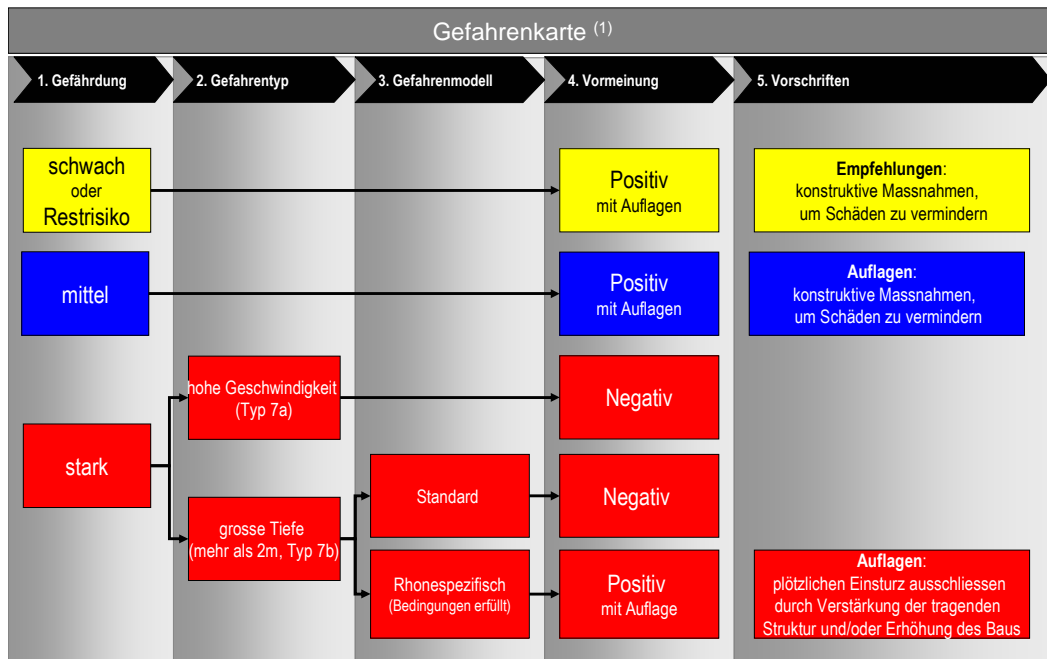 Gefahrenkarte (1)
1. Gefährdung
2. Gefahrentyp
3. Gefahrenmodell
4. Vormeinung
5. Vorschriften
schwach
oder
Restrisiko
Positiv
mit Auflagen
Empfehlungen:
konstruktive Massnahmen,
um Schäden zu vermindern
mittel
Positiv
mit Auflagen
Auflagen:
konstruktive Massnahmen,
um Schäden zu vermindern
stark
hohe Geschwindigkeit
(Typ 7a)
Negativ
grosse Tiefe
(mehr als 2m, Typ 7b)
Standard
Negativ
Rhonespezifisch
(Bedingungen erfüllt)
Positiv
mit Auflage
Auflagen:
plötzlichen Einsturz ausschliessen
durch Verstärkung der tragenden
Struktur und/oder Erhöhung des Baus